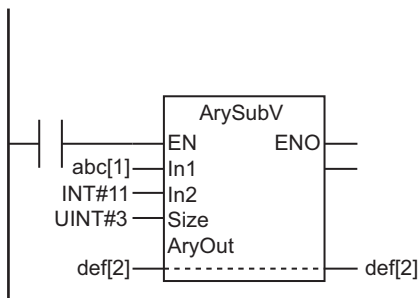 ArySubV
EN ENO
abc[1] In1
INT#11 In2
UINT#3 Size
AryOut
def[2] def[2]